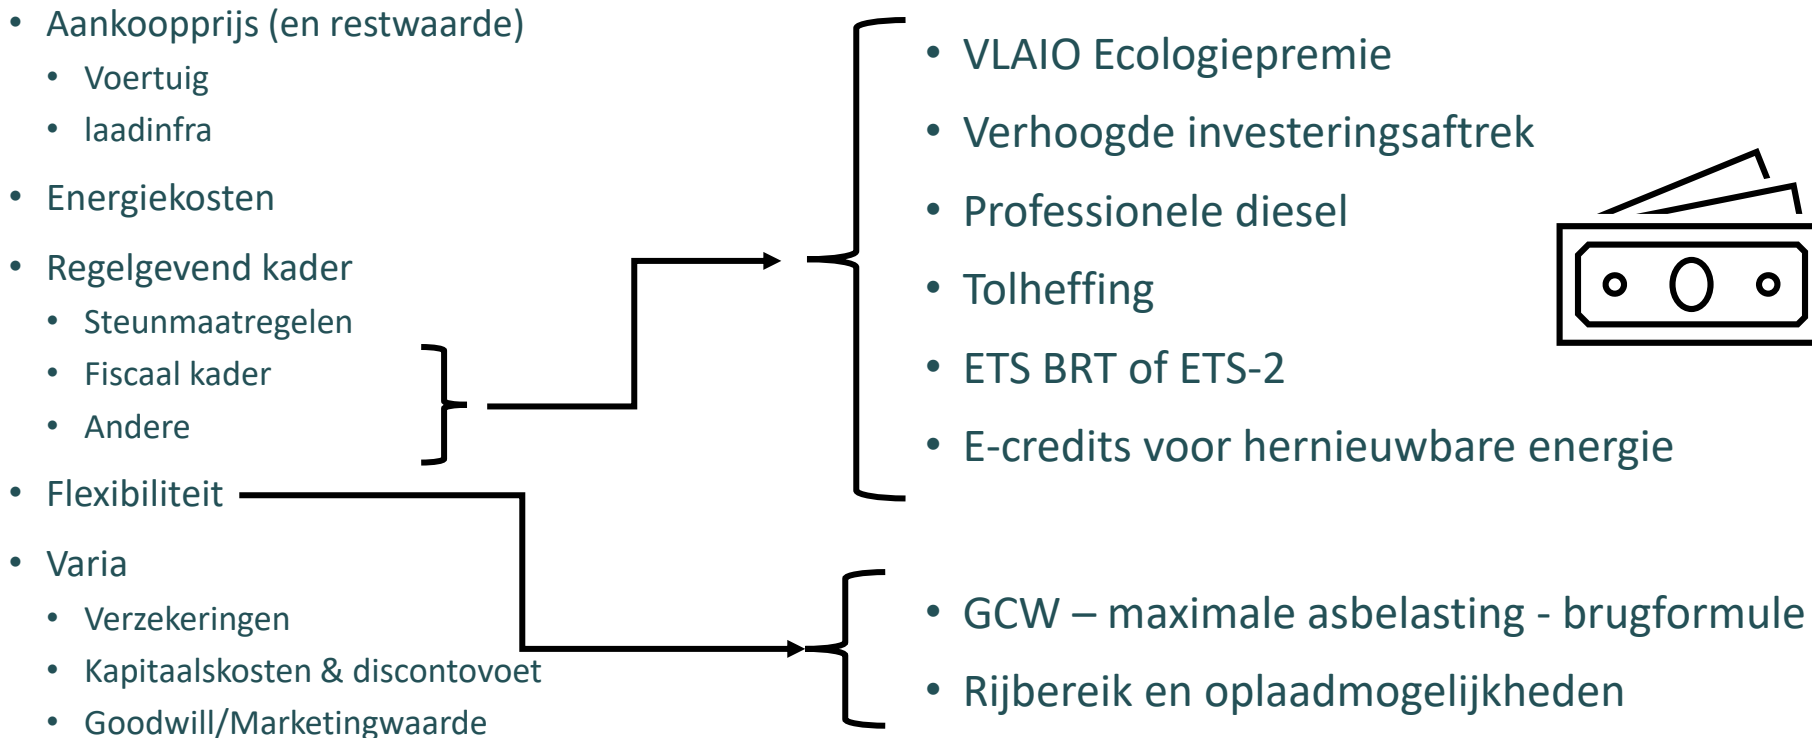 • Aankoopprijs (en restwaarde)
• Voertuig
• laadinfra
• Energiekosten
• Regelgevend kader
• Steunmaatregelen
• Fiscaal kader
• Andere
• Flexibiliteit
• Varia
• Verzekeringen
• Kapitaalskosten & discontovoet
• Goodwill/Marketingwaarde
• VLAIO Ecologiepremie
• Verhoogde investeringsaftrek
• Professionele diesel
• Tolheffing
• ETS BRT of ETS-2
• E-credits voor hernieuwbare energie
• GCW – maximale asbelasting - brugformule
• Rijbereik en oplaadmogelijkheden